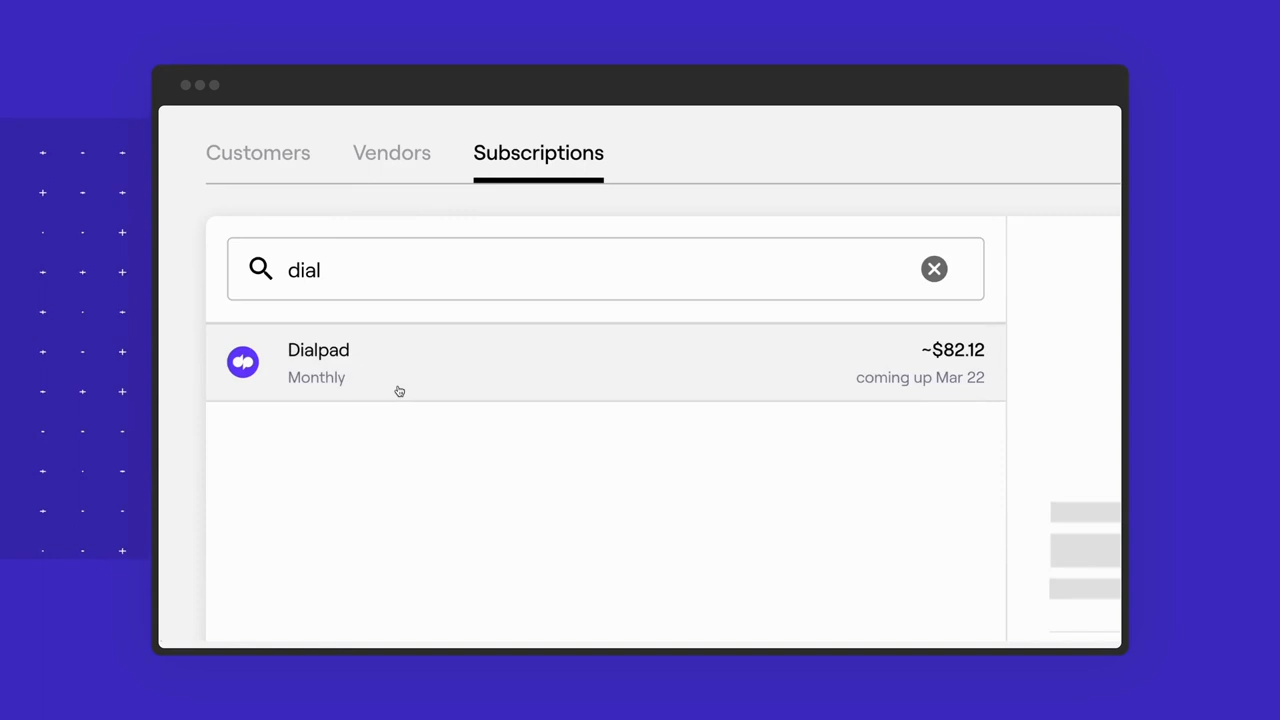 Customers Vendors Subscriptions
dial
Dialpad ~$82.12
Monthly coming up Mar 22